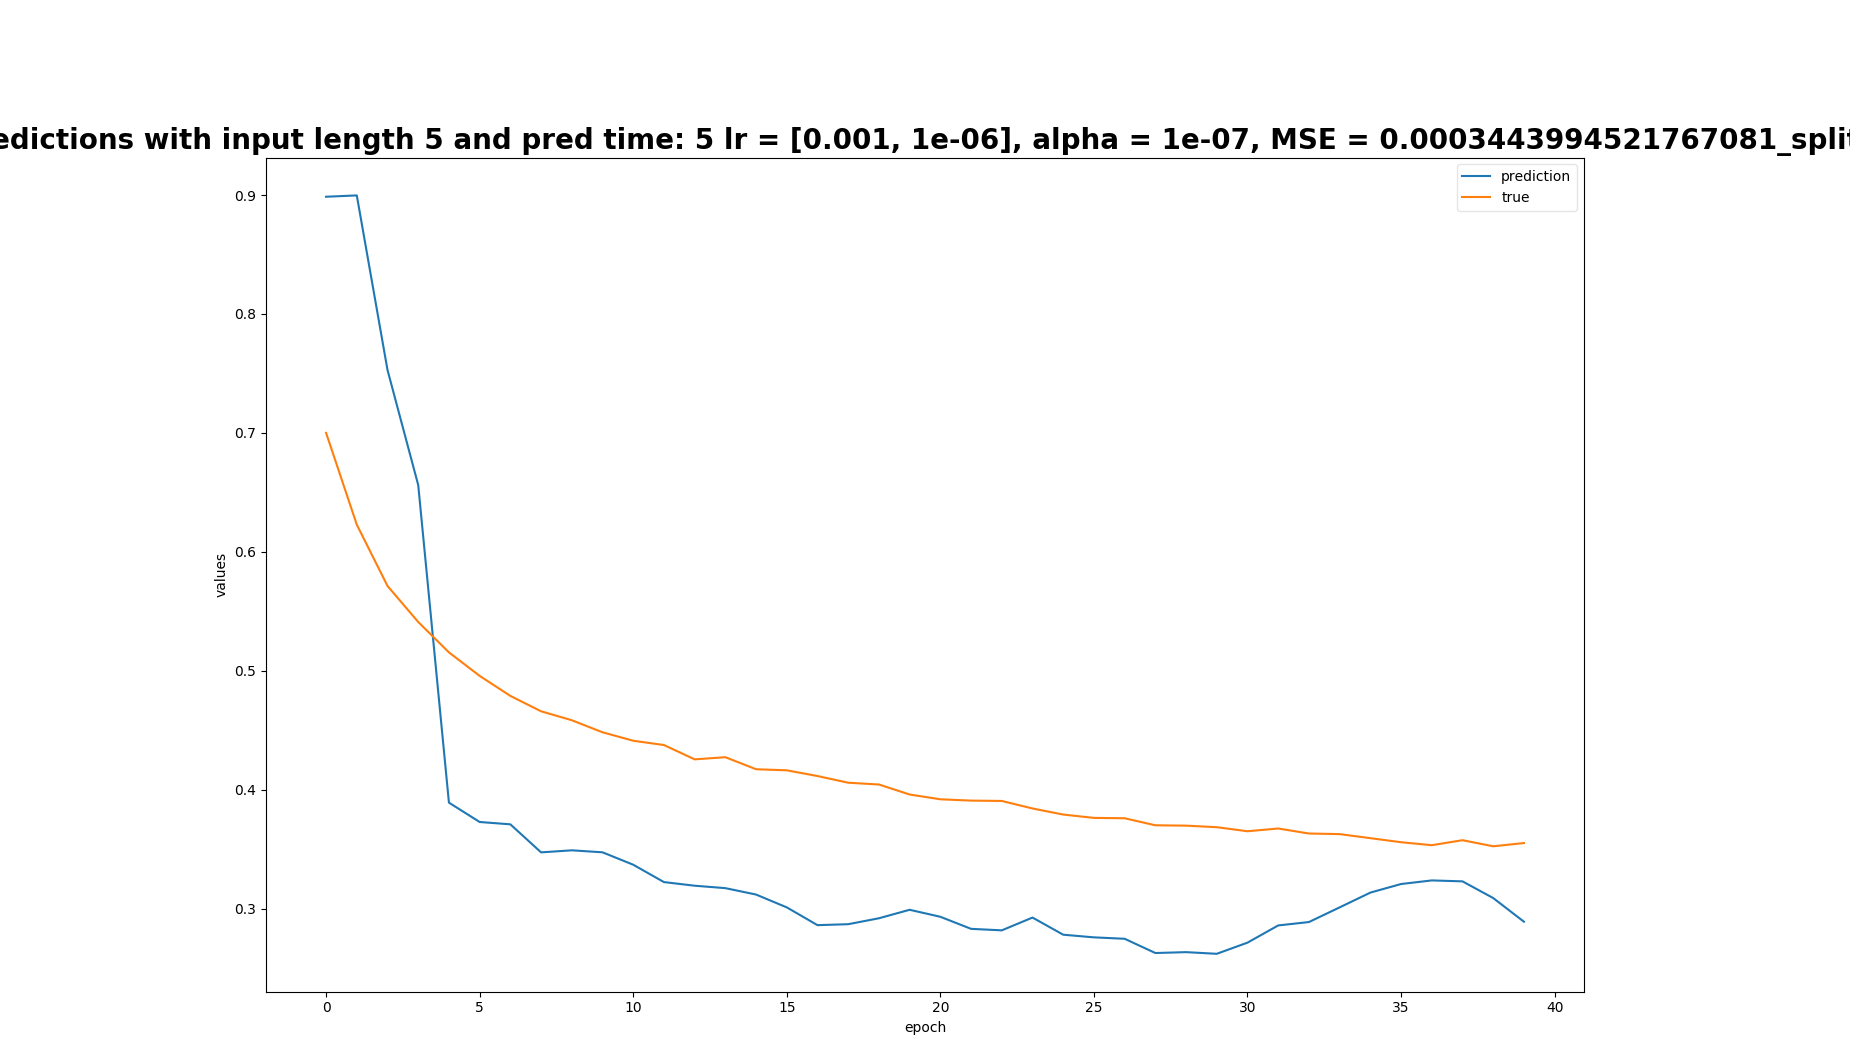 edictions with input length 5 and pred time: 5 lr = [0.001, 1e-06], alpha = 1e-07, MSE = 0.0003443994521767081_split
prediction
true
0.9
0.8
0.7
0.6
0.5
0.4
0.3
values
0 5 10 15 20 25 30 35 40
epoch